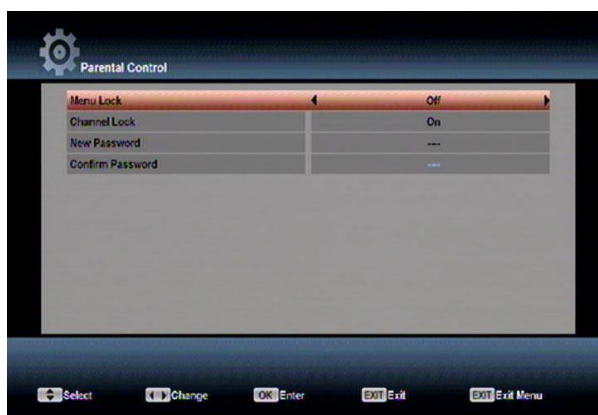 Parental Control
Menu Lock Off
Channel Lock On
New Password ----
Confirm Password ----
Select Change OK Enter EXIT Exit EXIT Exit Menu